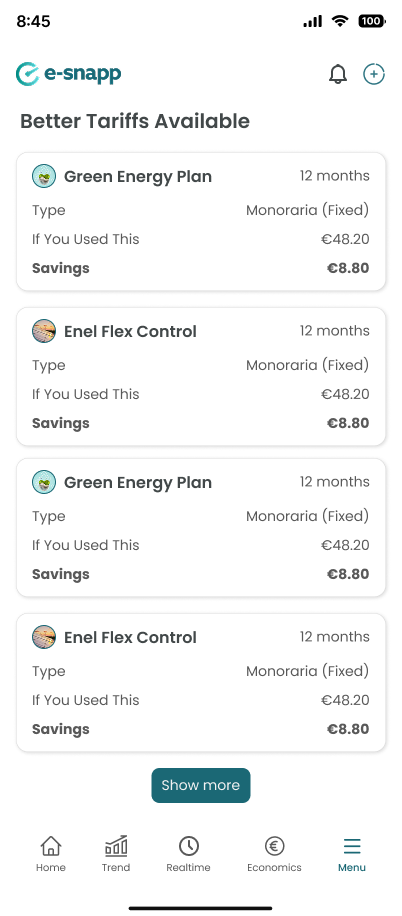 8:45
100
e-snapp
Better Tariffs Available
Green Energy Plan 12 months
Type Monoraria (Fixed)
If You Used This €48.20
Savings €8.80
Enel Flex Control 12 months
Type Monoraria (Fixed)
If You Used This €48.20
Savings €8.80
Green Energy Plan 12 months
Type Monoraria (Fixed)
If You Used This €48.20
Savings €8.80
Enel Flex Control 12 months
Type Monoraria (Fixed)
If You Used This €48.20
Savings €8.80
Show more
Home Trend Realtime Economics Menu